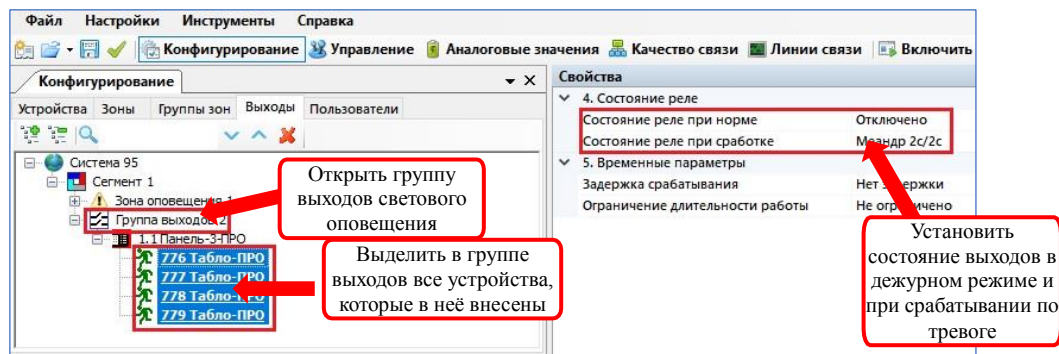 Файл Настройки Инструменты Справка
Конфигурирование Управление Аналоговые значения Качество связи Линии связи Включить
Конфигурирование
Устройства Зоны Группы зон Выходы Пользователи
Система 95
Сегмент 1
Зона оповещения 1
Группа выходов 2
1.1 Панель-3-ПРО
776 Табло-ПРО
777 Табло-ПРО
778 Табло-ПРО
779 Табло-ПРО
Открыть группу
выходов светового
оповещения
Выделить в группе
выходов все устройства,
которые в неё внесены
Свойства
4. Состояние реле
Состояние реле при норме Отключено
Состояние реле при сработке Меандр 2с/2с
5. Временные параметры
Задержка срабатывания Нет задержки
Ограничение длительности работы Не ограничено
Установить
состояние выходов в
дежурном режиме и
при срабатывании по
тревоге